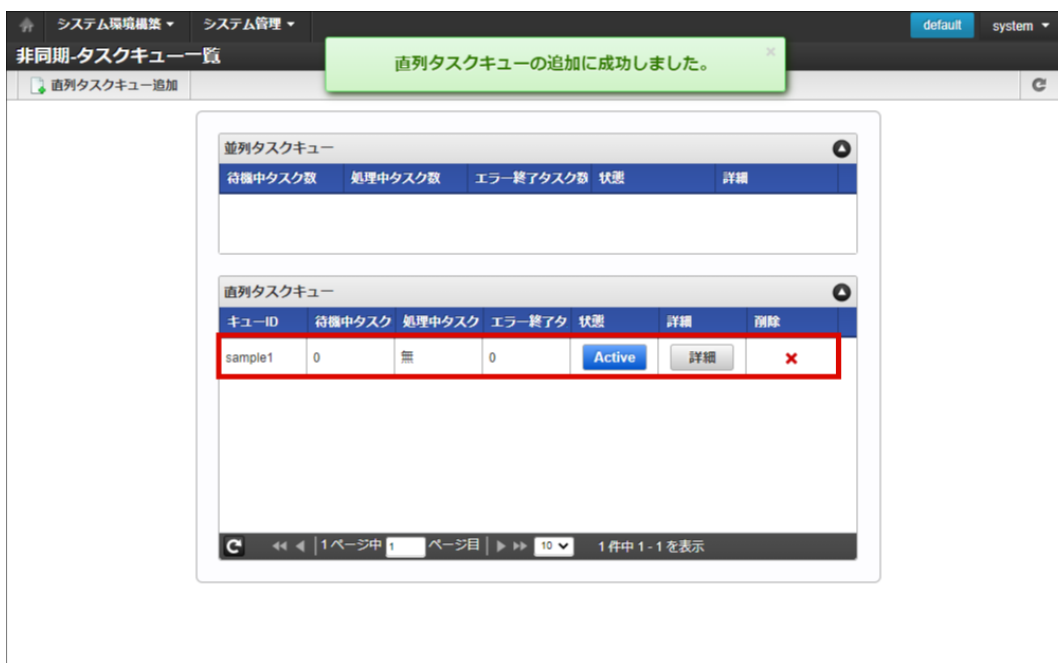 システム環境構築 システム管理 default system
非同期-タスクキュー一覧
直列タスクキューの追加に成功しました。 ×
直列タスクキュー追加
並列タスクキュー
待機中タスク数 処理中タスク数 エラー終了タスク数 状態 詳細
直列タスクキュー
キューID 待機中タスク 処理中タスク エラー終了タ 状態 詳細 削除
sample1 0 無 0 Active 詳細
1ページ中 1 ページ目 10 1件中 1 - 1 を表示